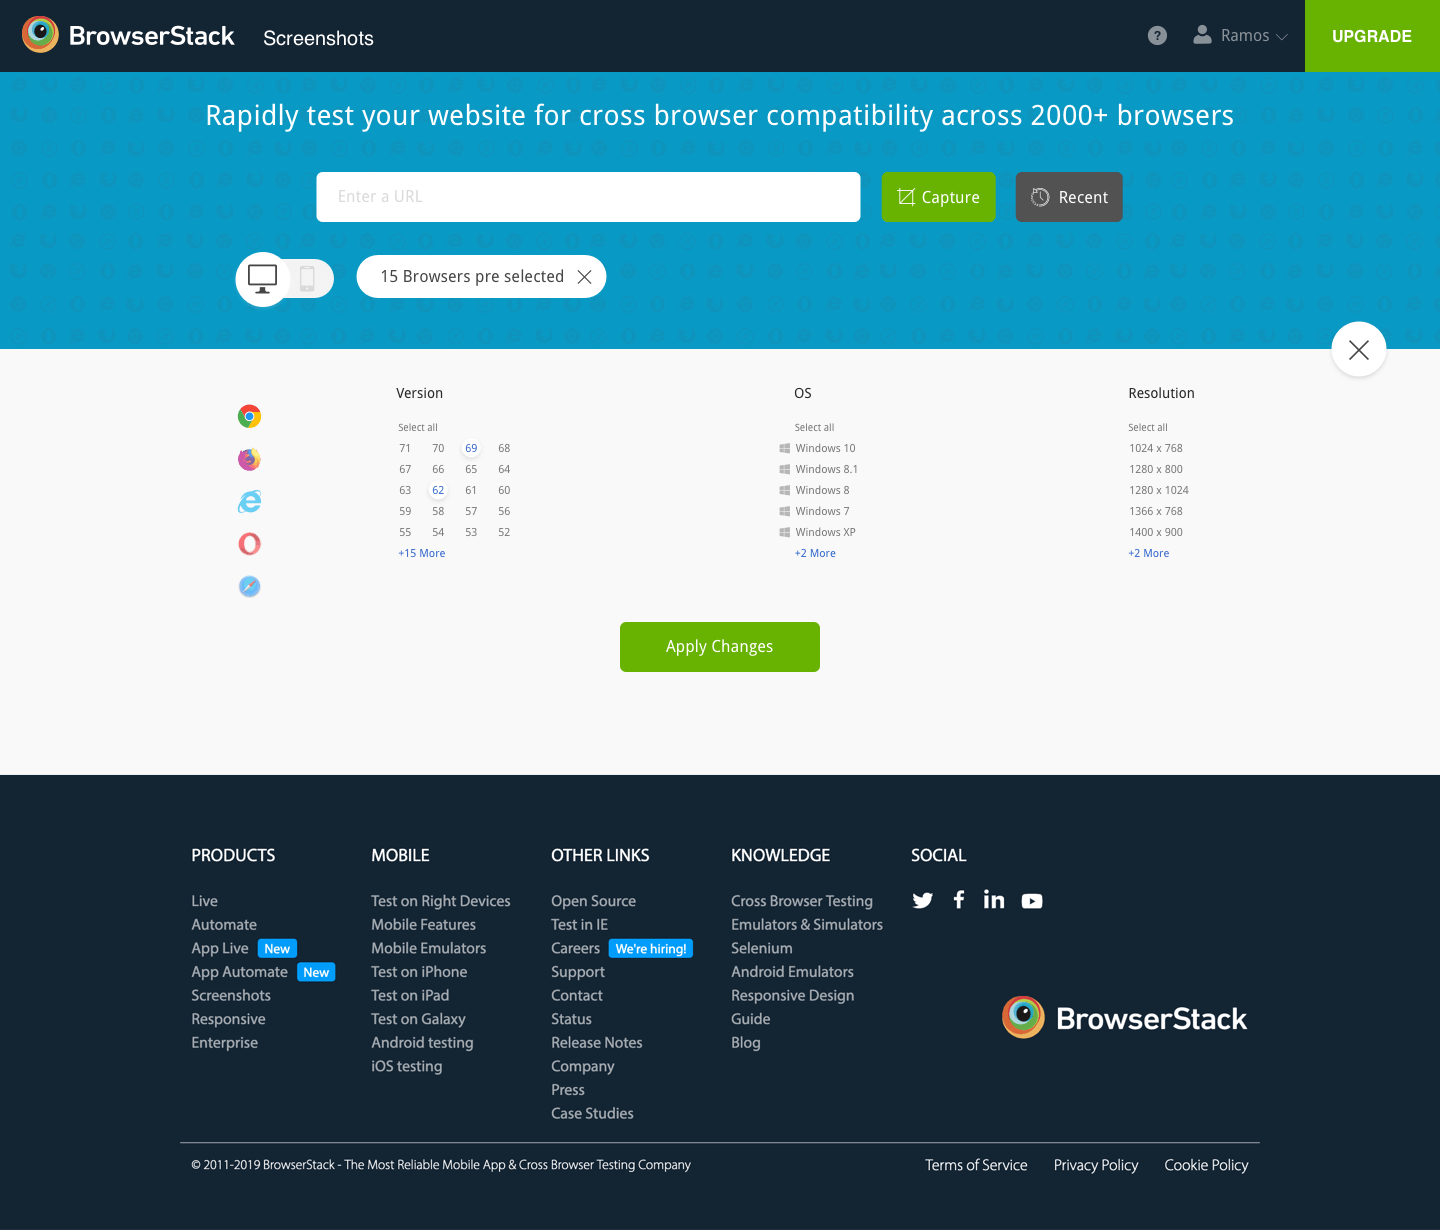 BrowserStack Screenshots ? Ramos UPGRADE
Rapidly test your website for cross browser compatibility across 2000+ browsers
Enter a URL Capture Recent
15 Browsers pre selected
Version OS Resolution
Select all Select all Select all
71 70 69 68 Windows 10 1024 x 768
67 66 65 64 Windows 8.1 1280 x 800
63 62 61 60 Windows 8 1280 x 1024
59 58 57 56 Windows 7 1366 x 768
55 54 53 52 Windows XP 1400 x 900
+15 More +2 More +2 More
Apply Changes
PRODUCTS
Live
Automate
App Live New
App Automate New
Screenshots
Responsive
Enterprise
MOBILE
Test on Right Devices
Mobile Features
Mobile Emulators
Test on iPhone
Test on iPad
Test on Galaxy
Android testing
iOS testing
OTHER LINKS
Open Source
Test in IE
Careers We're hiring!
Support
Contact
Status
Release Notes
Company
Press
Case Studies
KNOWLEDGE
Cross Browser Testing
Emulators & Simulators
Selenium
Android Emulators
Responsive Design
Guide
Blog
SOCIAL
BrowserStack
© 2011-2019 BrowserStack - The Most Reliable Mobile App & Cross Browser Testing Company
Terms of Service Privacy Policy Cookie Policy